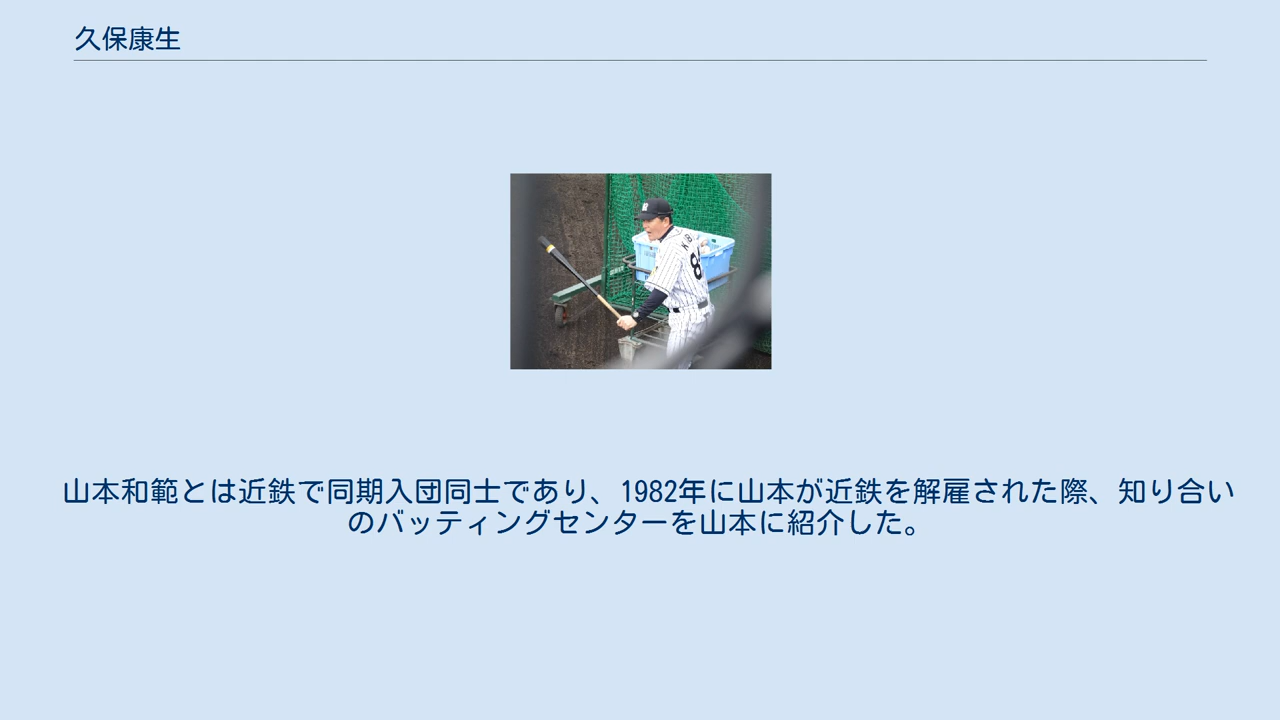 久保康生
山本和範とは近鉄で同期入団同士であり、1982年に山本が近鉄を解雇された際、知り合い
のバッティングセンターを山本に紹介した。